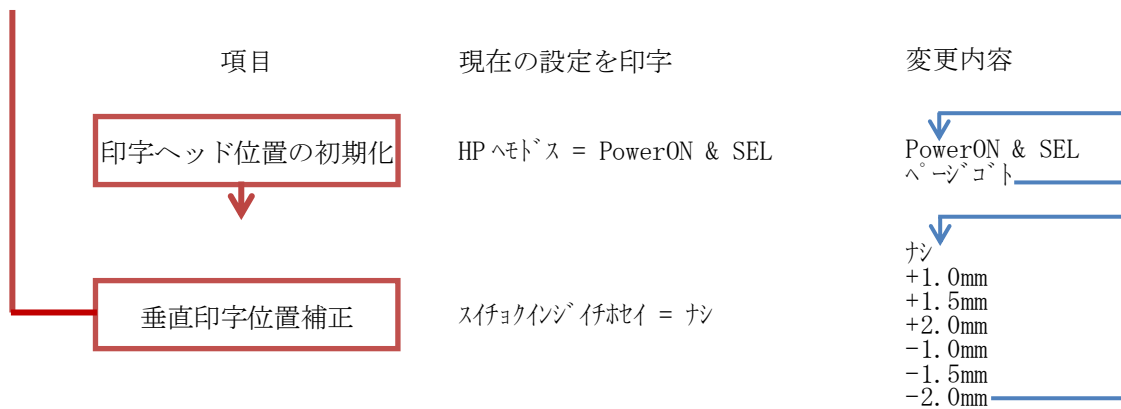 項目 現在の設定を印字 変更内容
印字ヘッド位置の初期化 HPヘモドス = PowerON & SEL PowerON & SEL
ページゴト
ナシ
+1.0mm
+1.5mm
垂直印字位置補正 スイチョクインジイチホセイ = ナシ +2.0mm
-1.0mm
-1.5mm
-2.0mm